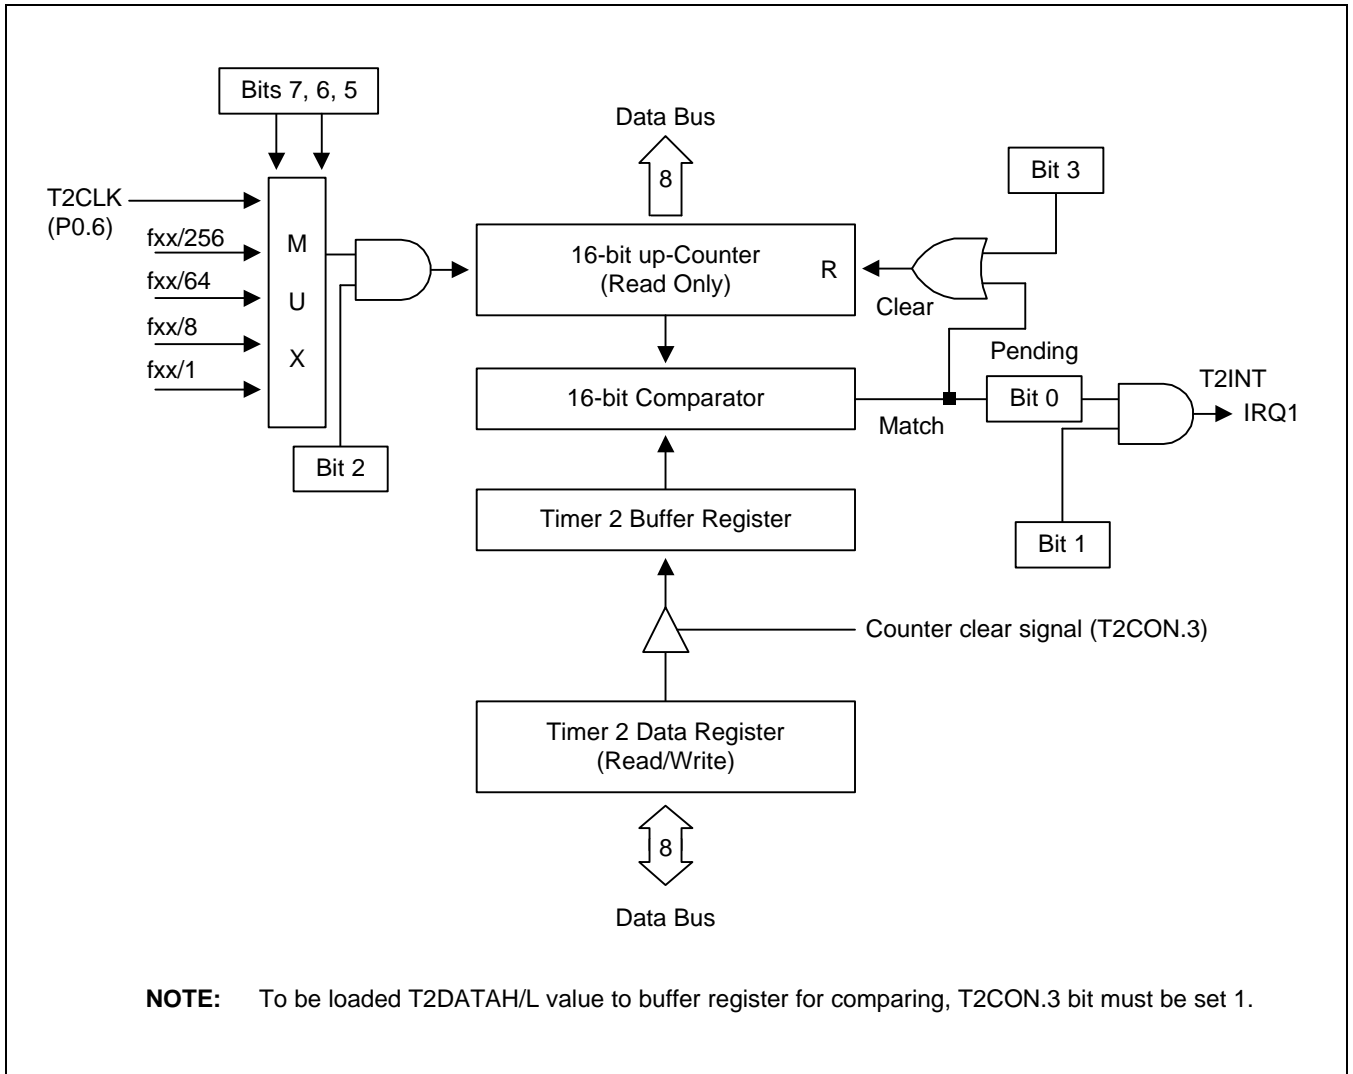 Bits 7, 6, 5
Data Bus
8
Bit 3
T2CLK
(P0.6)
fxx/256
fxx/64
fxx/8
fxx/1
M
U
X
16-bit up-Counter
(Read Only)
R
Clear
Pending
16-bit Comparator
Match
Bit 0
T2INT
IRQ1
Bit 2
Timer 2 Buffer Register
Bit 1
Counter clear signal (T2CON.3)
Timer 2 Data Register
(Read/Write)
8
Data Bus
NOTE: To be loaded T2DATAH/L value to buffer register for comparing, T2CON.3 bit must be set 1.